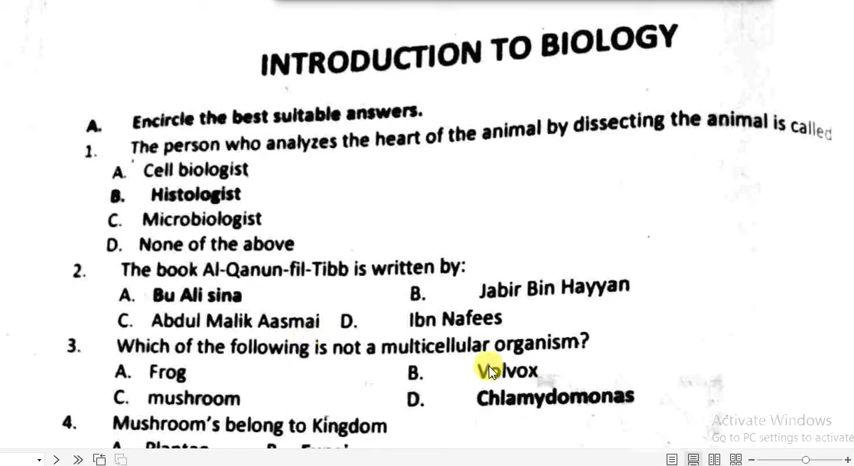 INTRODUCTION TO BIOLOGY
A. Encircle the best suitable answers.
1. The person who analyzes the heart of the animal by dissecting the animal is called
A. Cell biologist
B. Histologist
C. Microbiologist
D. None of the above
2. The book Al-Qanun-fil-Tibb is written by:
A. Bu Ali sina B. Jabir Bin Hayyan
C. Abdul Malik Aasmai D. Ibn Nafees
3. Which of the following is not a multicellular organism?
A. Frog B. Volvox
C. mushroom D. Chlamydomonas
4. Mushroom's belong to Kingdom
Activate Windows
Go to PC settings to activate